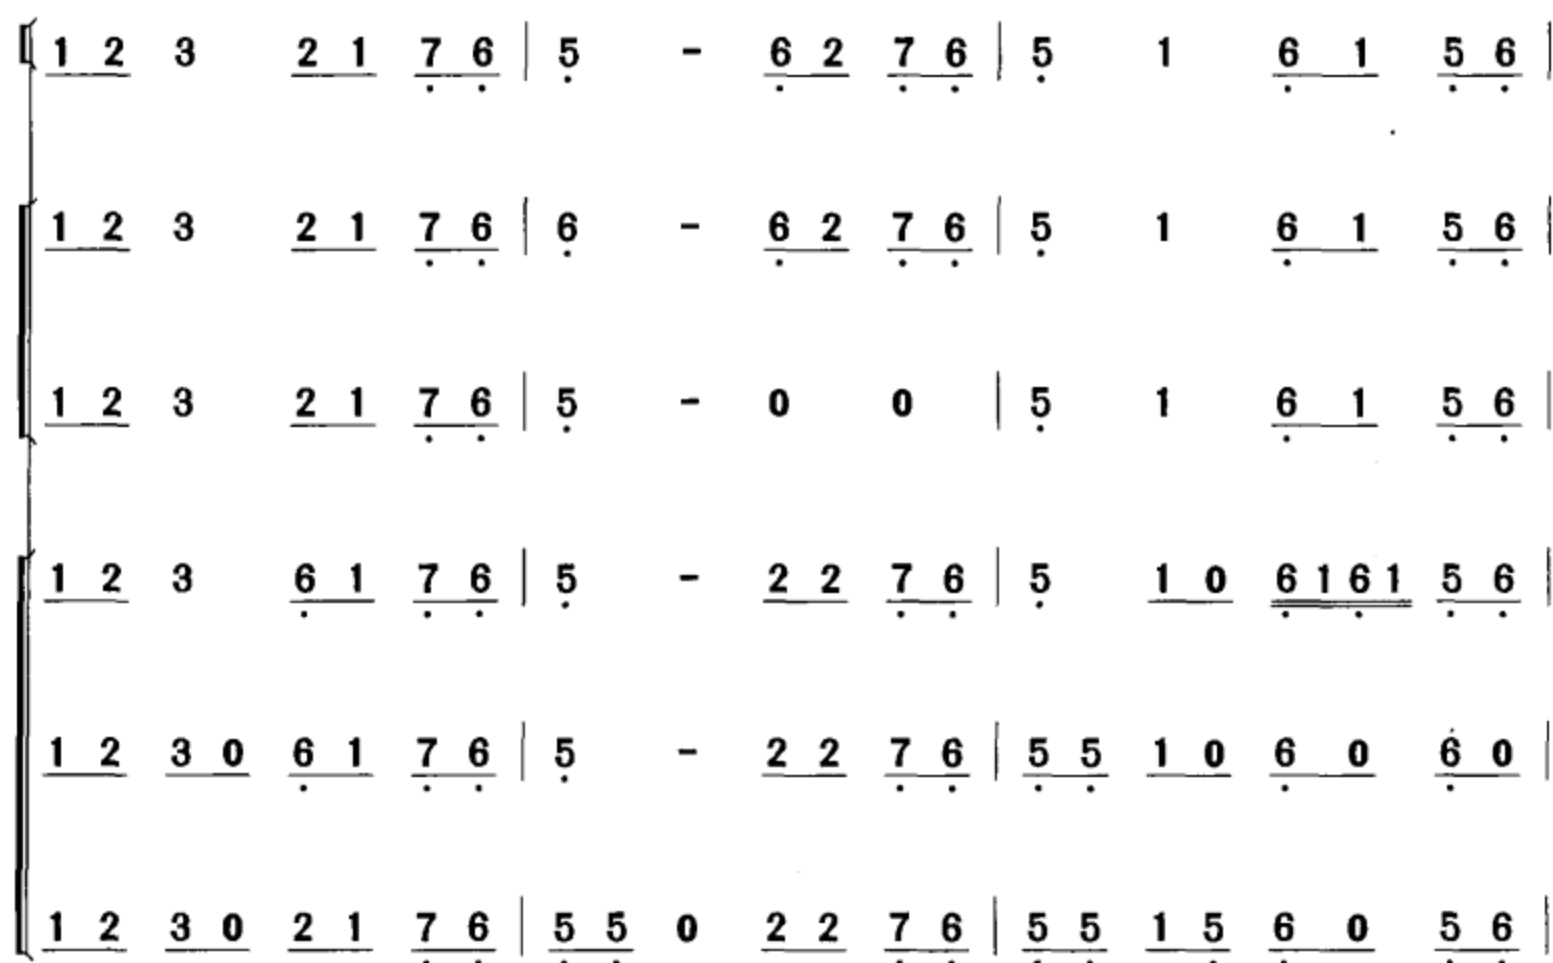 1 2 3 2 1 7̣ 6̣ | 5̣ - 6̣ 2 7̣ 6̣ | 5̣ 1 6̣ 1 5̣ 6̣ |
1 2 3 2 1 7̣ 6̣ | 6̣ - 6̣ 2 7̣ 6̣ | 5̣ 1 6̣ 1 5̣ 6̣ |
1 2 3 2 1 7̣ 6̣ | 5̣ - 0 0 | 5̣ 1 6̣ 1 5̣ 6̣ |
1 2 3 6̣ 1 7̣ 6̣ | 5̣ - 2 2 7̣ 6̣ | 5̣ 1 0 6̣ 1 6̣ 1 5̣ 6̣ |
1 2 3 0 6̣ 1 7̣ 6̣ | 5̣ - 2 2 7̣ 6̣ | 5̣ 5̣ 1 0 6̣ 0 6̣ 0 |
1 2 3 0 2 1 7̣ 6̣ | 5̣ 5̣ 0 2 2 7̣ 6̣ | 5̣ 5̣ 1 5̣ 6̣ 0 5̣ 6̣ |